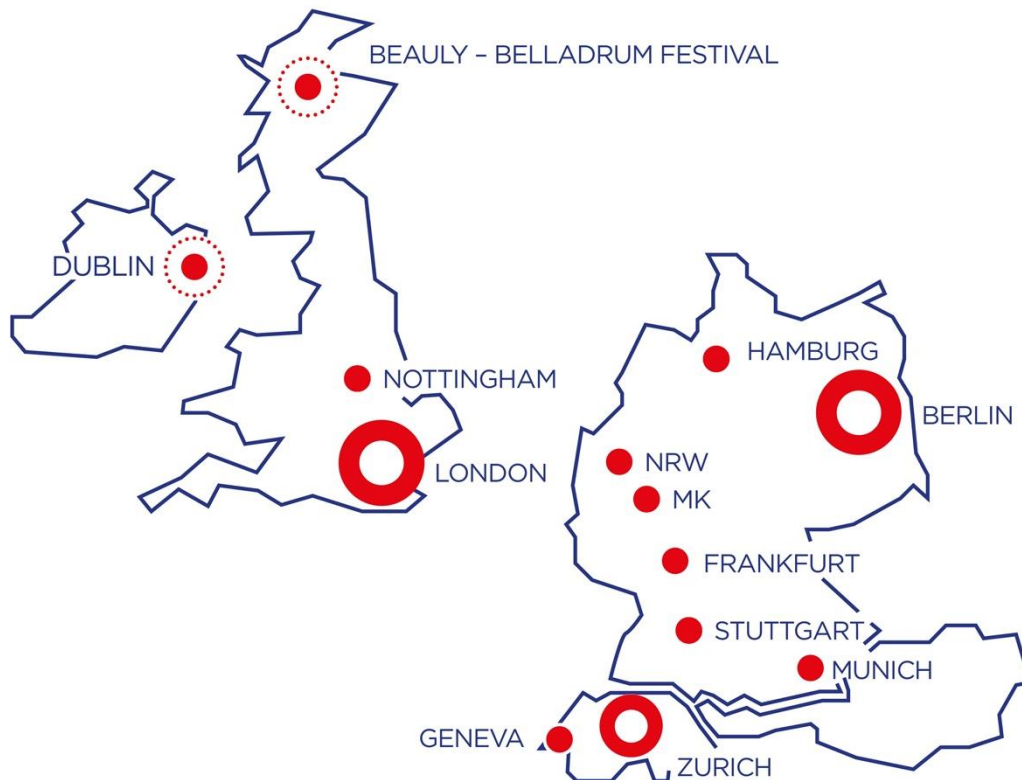 BEAULY – BELLADRUM FESTIVAL
DUBLIN
HAMBURG
NOTTINGHAM
BERLIN
LONDON
NRW
MK
FRANKFURT
STUTTGART
MUNICH
GENEVA
ZURICH